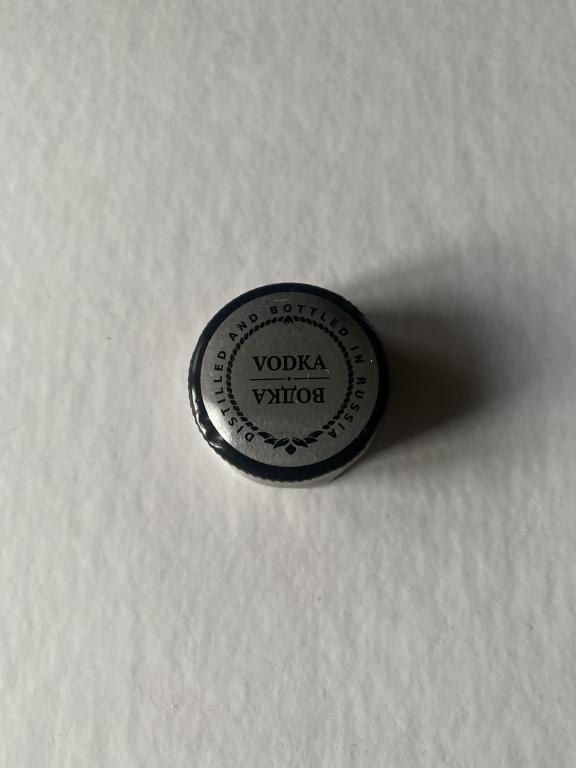 DISTILLED AND BOTTLED IN RUSSIA
VODKA
ВОДКА